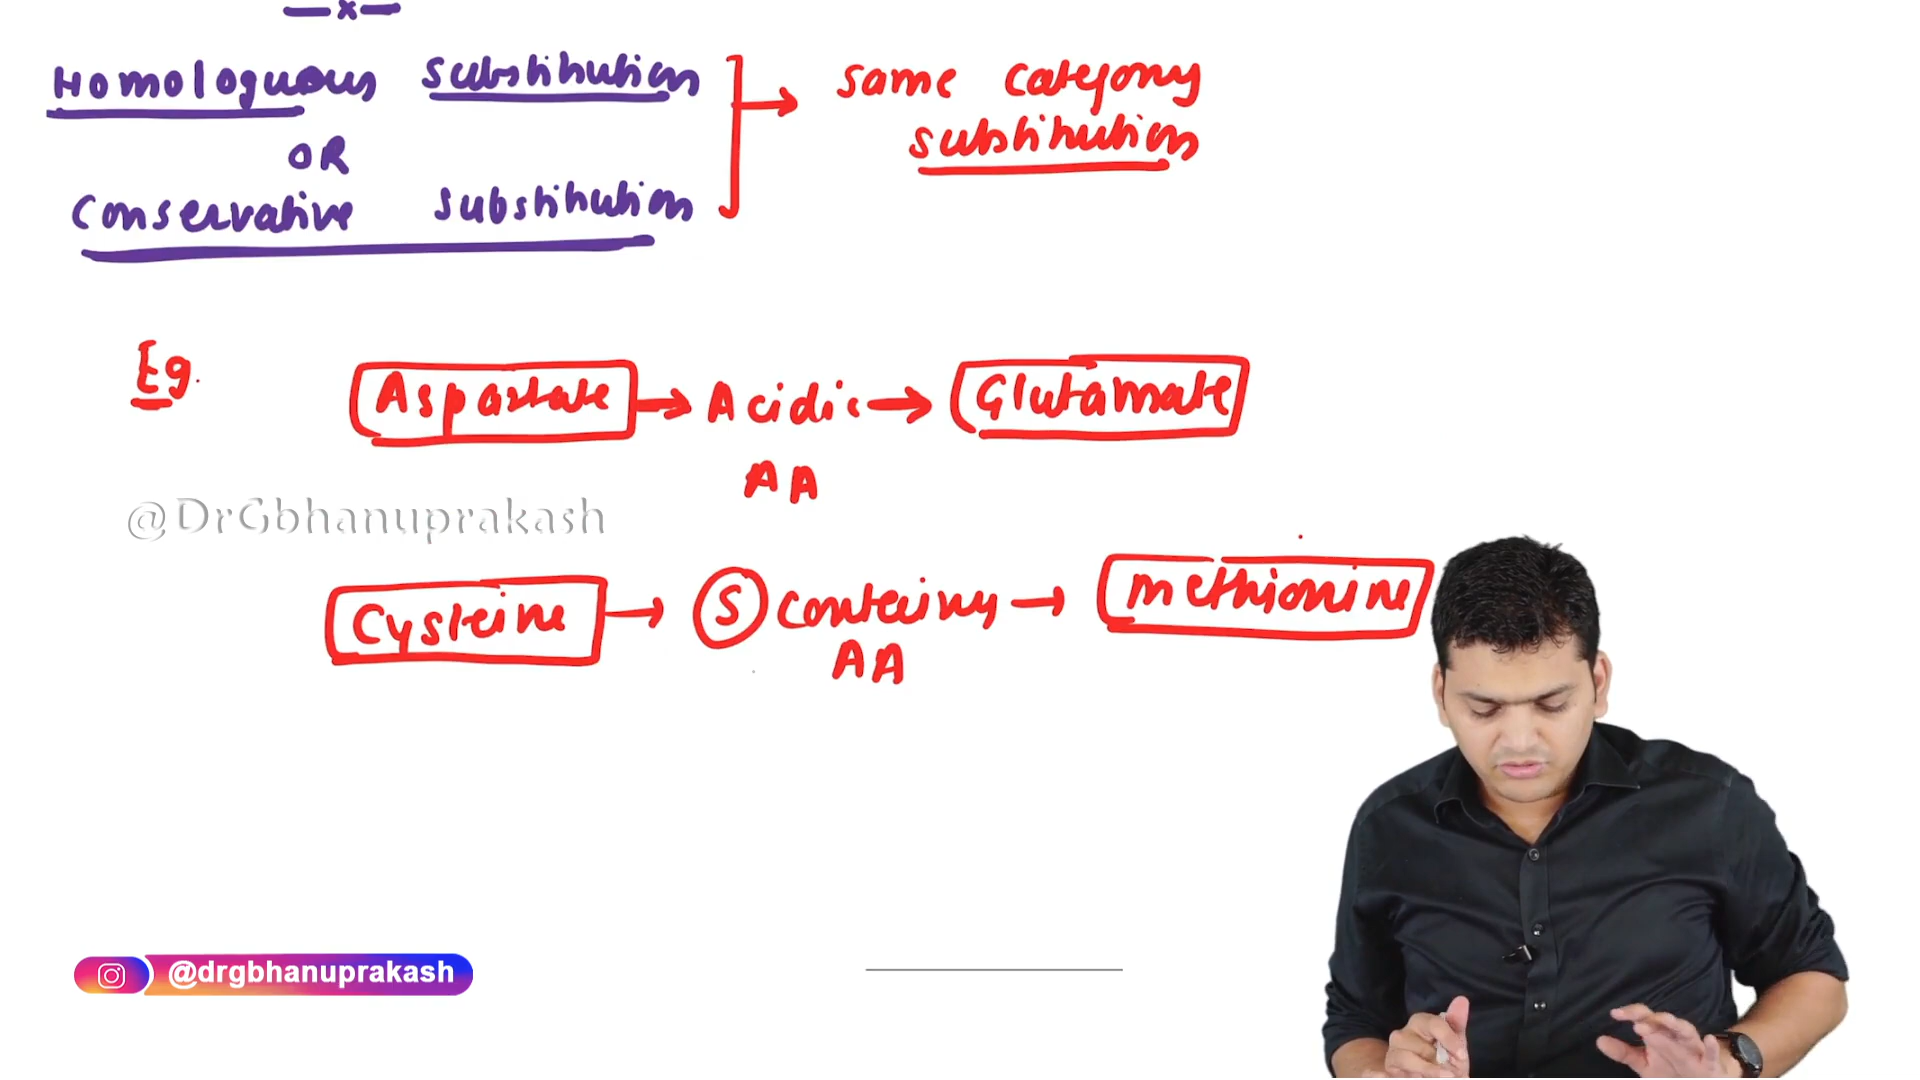 Homologuous substitution
OR
Conservative substitution
same category
substitution
Eg.
Aspartate → Acidic → Glutamate
AA
@DrGbhanuprakash
Cysteine → S containing → methionine
AA
@drgbhanuprakash